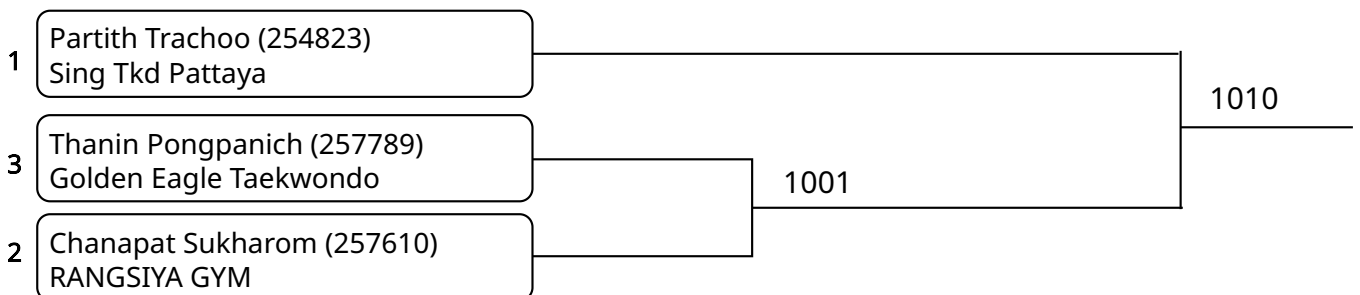 1
Partith Trachoo (254823)
Sing Tkd Pattaya
1010
3
Thanin Pongpanich (257789)
Golden Eagle Taekwondo
1001
2
Chanapat Sukharom (257610)
RANGSIYA GYM